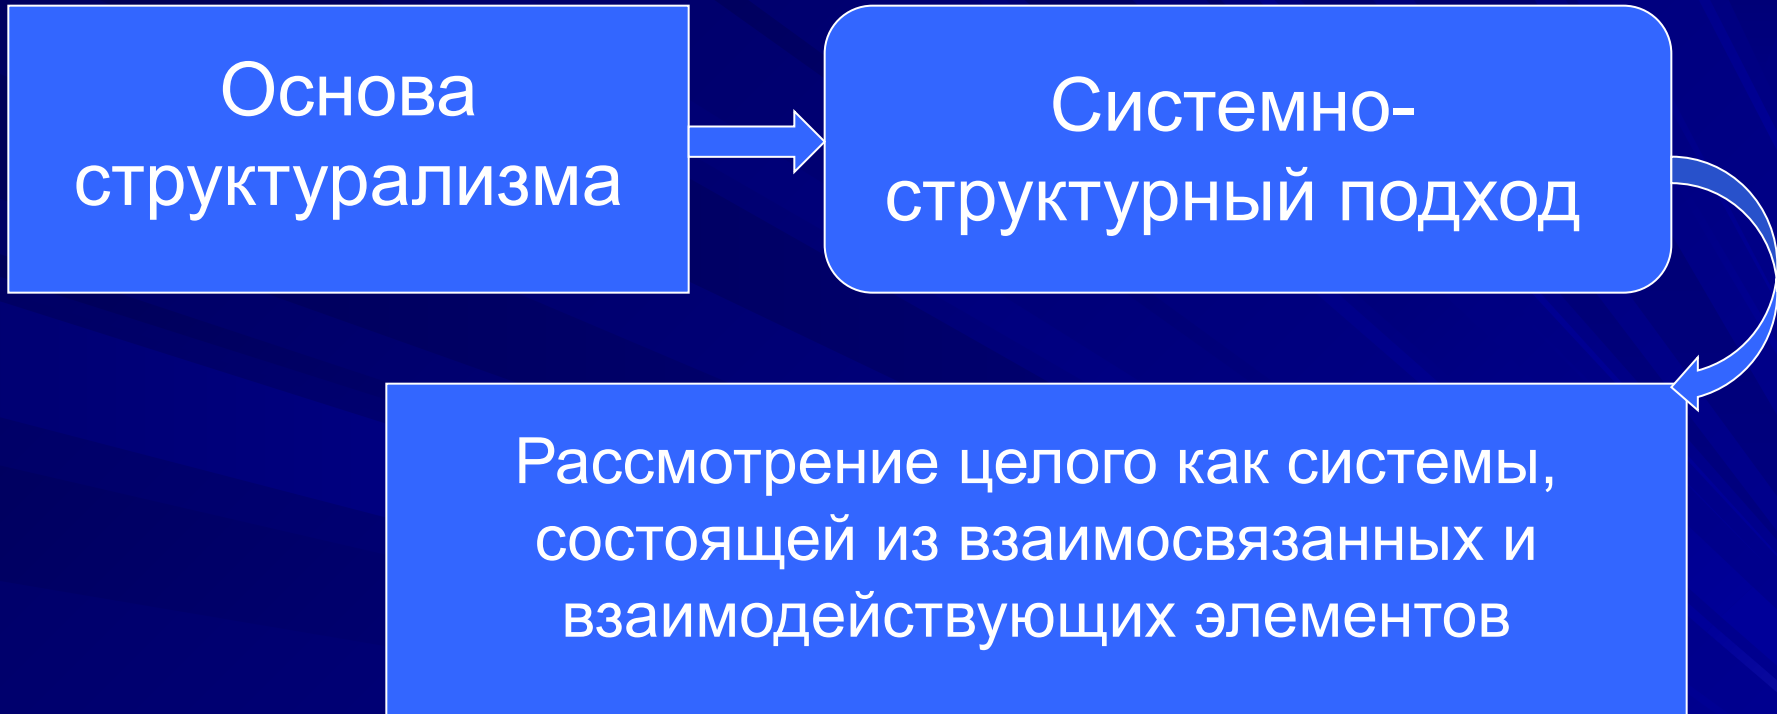 Основа
структурализма
Системно-
структурный подход
Рассмотрение целого как системы,
состоящей из взаимосвязанных и
взаимодействующих элементов